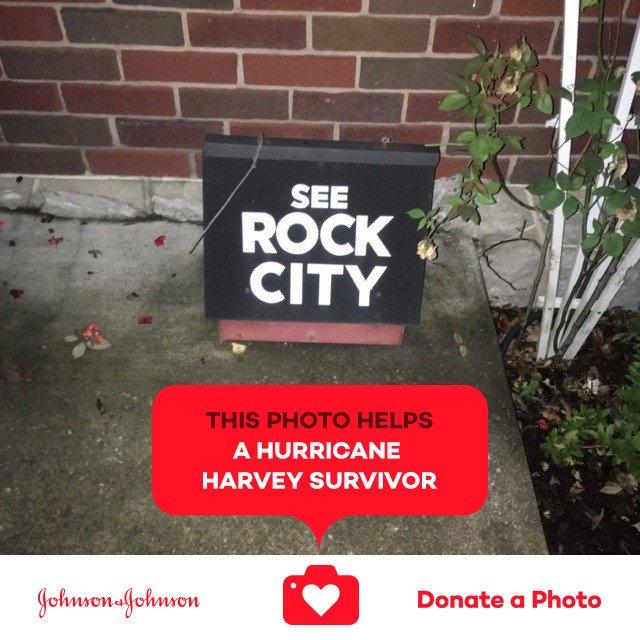 SEE
ROCK
CITY
THIS PHOTO HELPS
A HURRICANE
HARVEY SURVIVOR
Johnson & Johnson
Donate a Photo